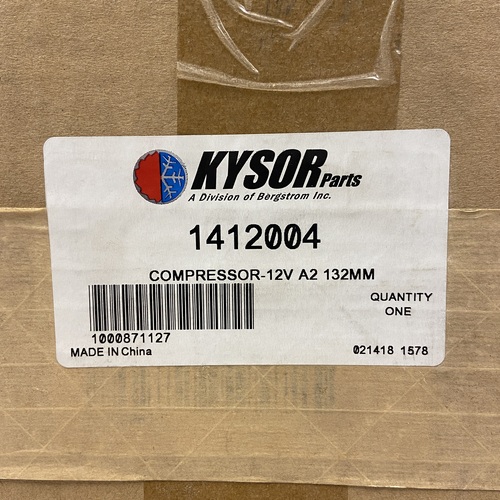 KYSOR Parts
A Division of Bergstrom Inc.
1412004
COMPRESSOR-12V A2 132MM
QUANTITY
ONE
1000871127
MADE IN China
021418 1578